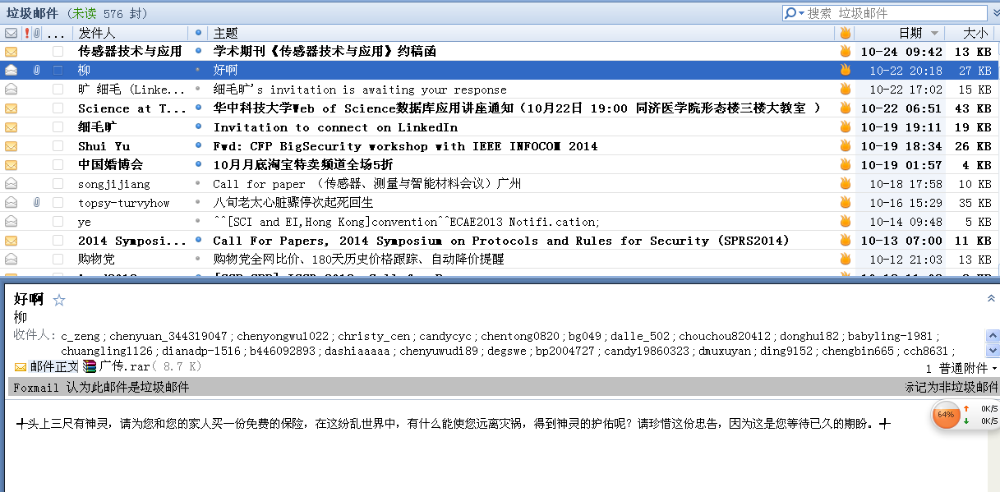 垃圾邮件 (未读 576 封)
搜索 垃圾邮件
! ... 发件人 主题 日期 大小
传感器技术与应用 学术期刊《传感器技术与应用》约稿函 10-24 09:42 13 KB
柳 好啊 10-22 20:18 27 KB
旷 细毛 (Linke... 细毛旷's invitation is awaiting your response 10-22 17:02 15 KB
Science at T... 华中科技大学Web of Science数据库应用讲座通知（10月22日 19:00 同济医学院形态楼三楼大教室 ） 10-22 06:51 43 KB
细毛旷 Invitation to connect on LinkedIn 10-19 19:11 19 KB
Shui Yu Fwd: CFP BigSecurity workshop with IEEE INFOCOM 2014 10-19 18:34 26 KB
中国婚博会 10月月底淘宝特卖频道全场5折 10-19 01:57 4 KB
songjijiang Call for paper （传感器、测量与智能材料会议）广州 10-18 17:58 10 KB
topsy-turvyhow 八旬老太心脏骤停次起死回生 10-16 15:29 35 KB
ye ^^[SCI and EI,Hong Kong]convention^^ECAE2013 Notifi.cation; 10-14 09:48 5 KB
2014 Symposi... Call For Papers, 2014 Symposium on Protocols and Rules for Security (SPRS2014) 10-13 07:00 11 KB
购物党 购物党全网比价、180天历史价格跟踪、自动降价提醒 10-12 21:03 13 KB
好啊
柳
收件人: c_zeng;chenyuan_344319047;chenyongwu1022;christy_cen;candycyc;chentong0820;bg049;dalle_502;chouchou820412;donghui82;babyling-1981;
chuangling1126;dianadp-1516;b446092893;dashiaaaaa;chenyuwudi89;degswe;bp2004727;candy19860323;dmuxuyan;ding9152;chengbin665;cch8631;
邮件正文 广传.rar( 8.7 K)
1 普通附件
Foxmail 认为此邮件是垃圾邮件
标记为非垃圾邮件
十头上三尺有神灵，请为您和您的家人买一份免费的保险，在这纷乱世界中，有什么能使您远离灾祸，得到神灵的护佑呢？请珍惜这份忠告，因为这是您等待已久的期盼。十
64%
0K/S
0K/S